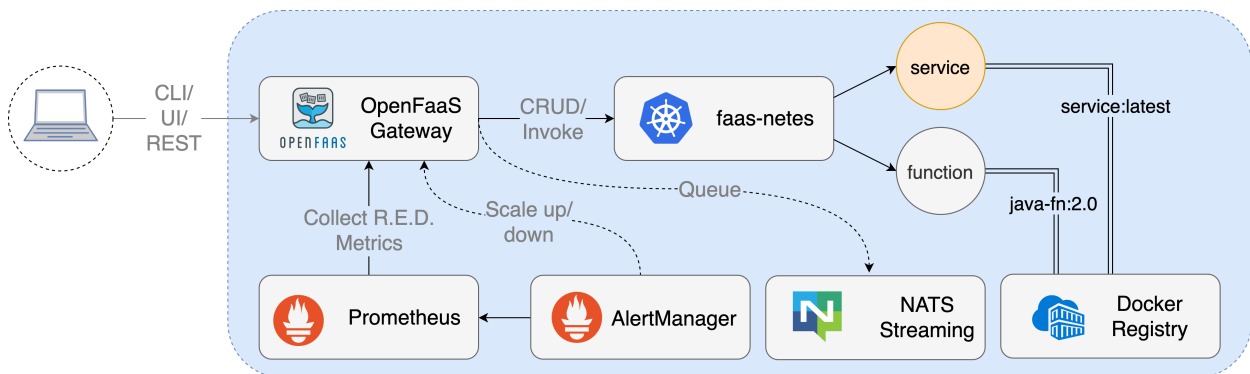 CLI/
UI/
REST
OPENFAAS
OpenFaaS
Gateway
CRUD/
Invoke
faas-netes
service
service:latest
function
java-fn:2.0
Queue
Collect R.E.D.
Metrics
Scale up/
down
Prometheus
AlertManager
N
NATS
Streaming
Docker
Registry